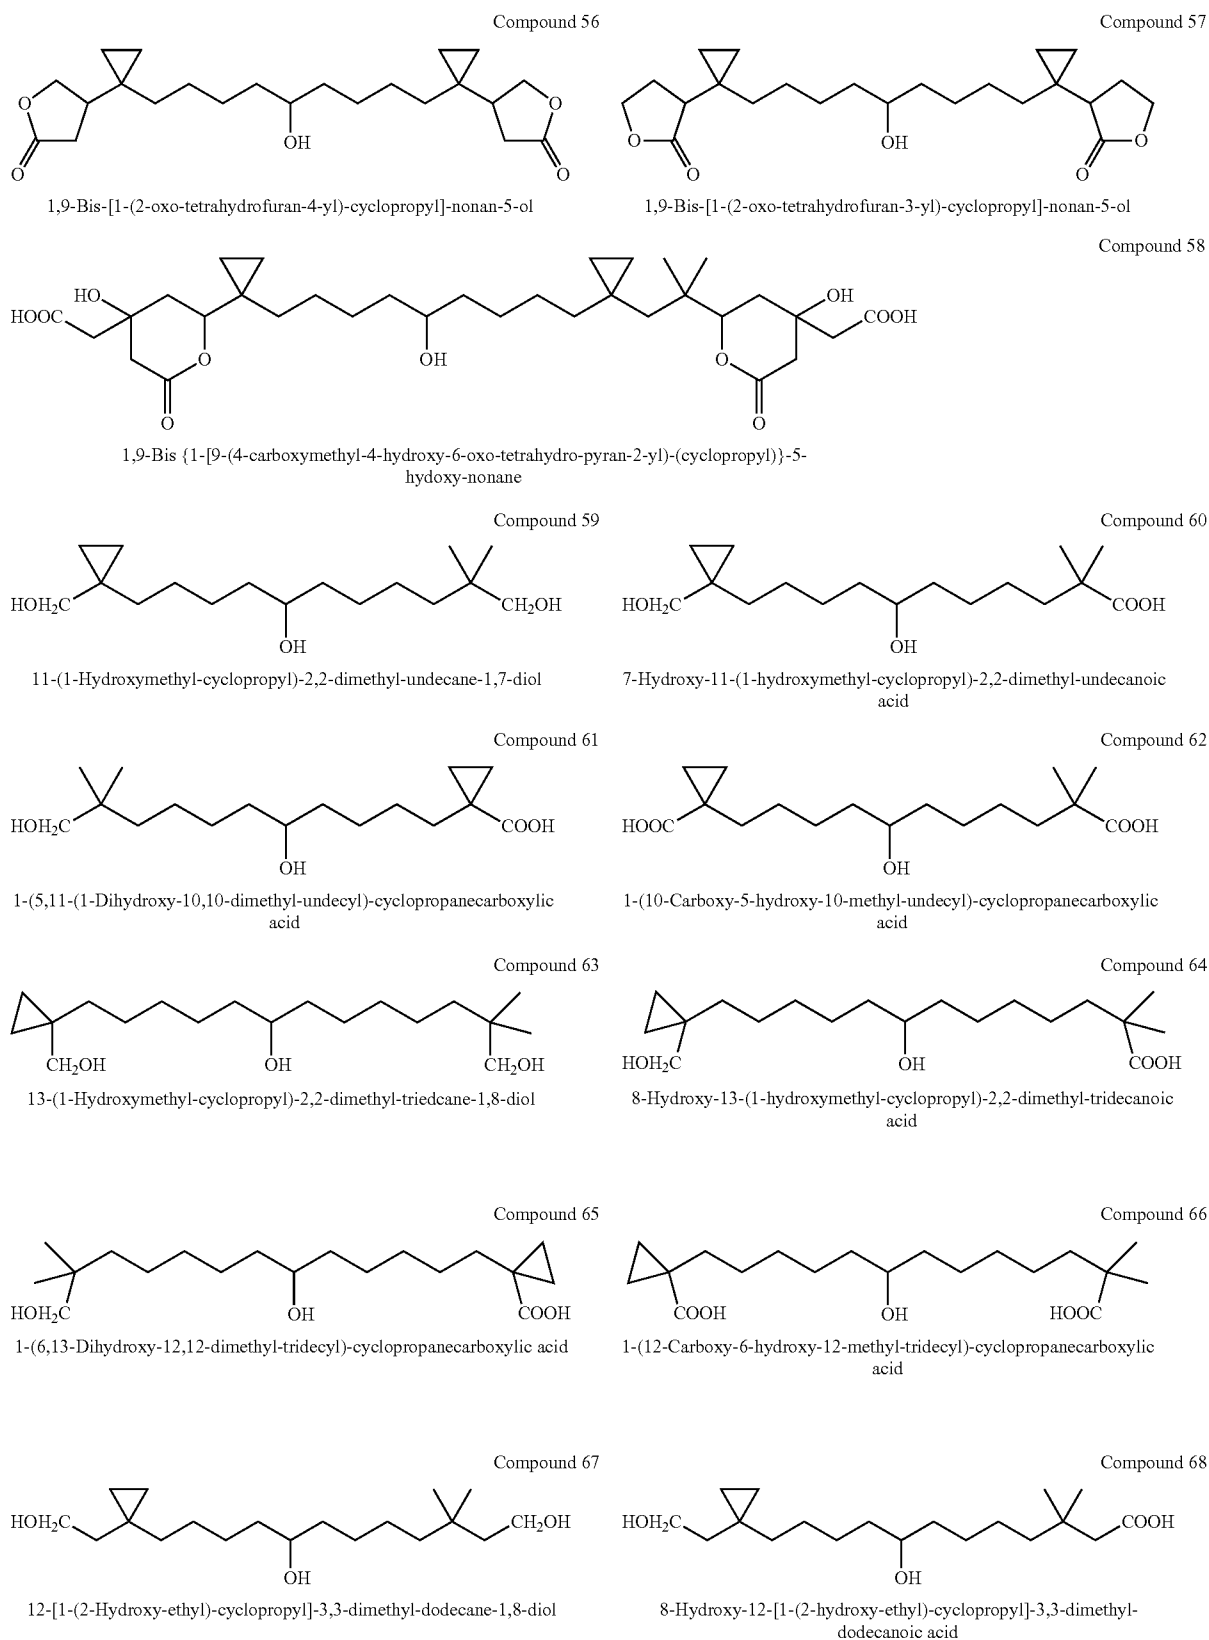 Compound 56
Compound 57
O
O
O
O
OH
1,9-Bis-[1-(2-oxo-tetrahydrofuran-4-yl)-cyclopropyl]-nonan-5-ol
O
O
O
O
OH
1,9-Bis-[1-(2-oxo-tetrahydrofuran-3-yl)-cyclopropyl]-nonan-5-ol
Compound 58
HO
HOOC
O
O
OH
O
O
OH
COOH
1,9-Bis {1-[9-(4-carboxymethyl-4-hydroxy-6-oxo-tetrahydro-pyran-2-yl)-(cyclopropyl)}-5-
hydoxy-nonane
Compound 59
HOH2C
OH
CH2OH
11-(1-Hydroxymethyl-cyclopropyl)-2,2-dimethyl-undecane-1,7-diol
Compound 60
HOH2C
OH
COOH
7-Hydroxy-11-(1-hydroxymethyl-cyclopropyl)-2,2-dimethyl-undecanoic
acid
Compound 61
HOH2C
OH
COOH
1-(5,11-(1-Dihydroxy-10,10-dimethyl-undecyl)-cyclopropanecarboxylic
acid
Compound 62
HOOC
OH
COOH
1-(10-Carboxy-5-hydroxy-10-methyl-undecyl)-cyclopropanecarboxylic
acid
Compound 63
CH2OH
OH
CH2OH
13-(1-Hydroxymethyl-cyclopropyl)-2,2-dimethyl-triedcane-1,8-diol
Compound 64
HOH2C
OH
COOH
8-Hydroxy-13-(1-hydroxymethyl-cyclopropyl)-2,2-dimethyl-tridecanoic
acid
Compound 65
HOH2C
OH
COOH
1-(6,13-Dihydroxy-12,12-dimethyl-tridecyl)-cyclopropanecarboxylic acid
Compound 66
COOH
OH
HOOC
1-(12-Carboxy-6-hydroxy-12-methyl-tridecyl)-cyclopropanecarboxylic
acid
Compound 67
HOH2C
OH
CH2OH
12-[1-(2-Hydroxy-ethyl)-cyclopropyl]-3,3-dimethyl-dodecane-1,8-diol
Compound 68
HOH2C
OH
COOH
8-Hydroxy-12-[1-(2-hydroxy-ethyl)-cyclopropyl]-3,3-dimethyl-
dodecanoic acid